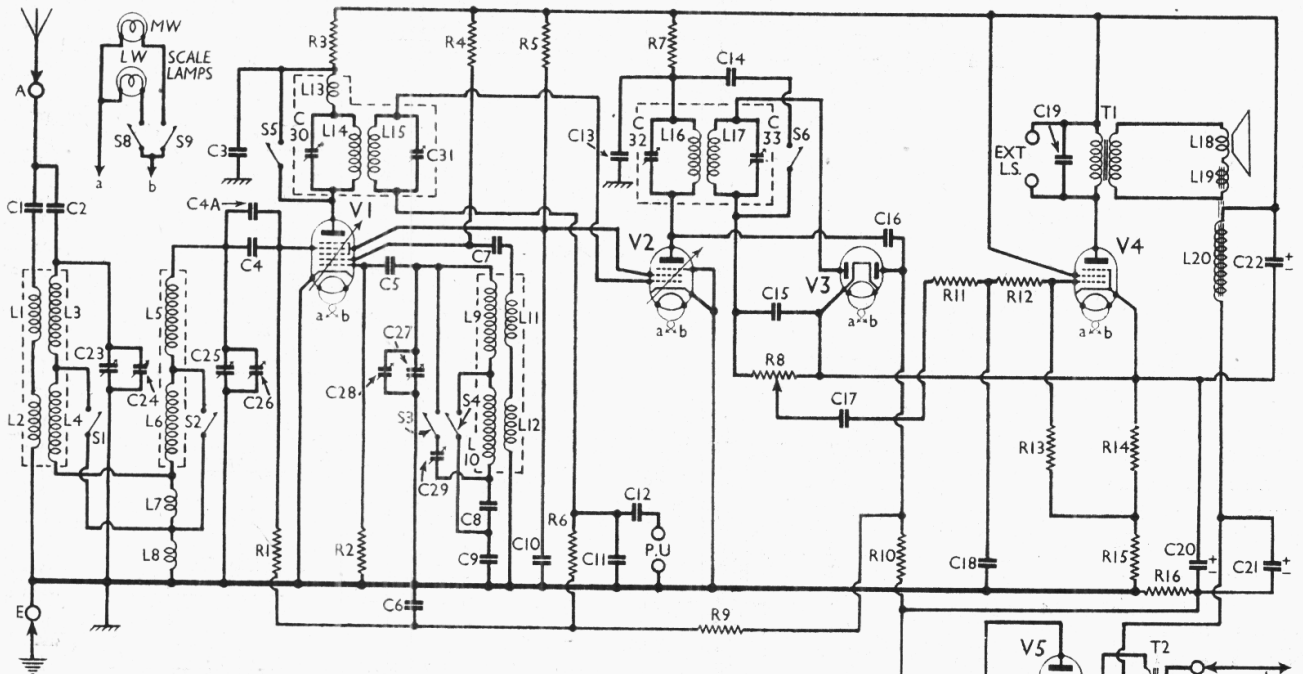 MW
LW
SCALE
LAMPS
S8
S9
a
b
A
R3
R4
R5
R7
C14
C19
T1
L18
L19
EXT
L.S.
L13
C
30
L14
L15
C31
S5
C3
C13
C
32
L16
L17
C
33
S6
C1
C2
C4A
C4
V1
C7
C5
V2
C16
V3
V4
L20
C22
R11
R12
a
b
a
b
a
b
C15
R8
C17
L1
L3
L5
C23
C24
C25
C26
C27
C28
L9
L11
L2
L4
S1
L6
S2
S3
S4
L
10
L12
C29
R13
R14
L7
L8
R1
R2
C8
C9
C10
R6
C12
C11
P.U
R10
C18
R15
C20
C21
R16
+
-
+
-
+
-
E
C6
R9
V5
T2